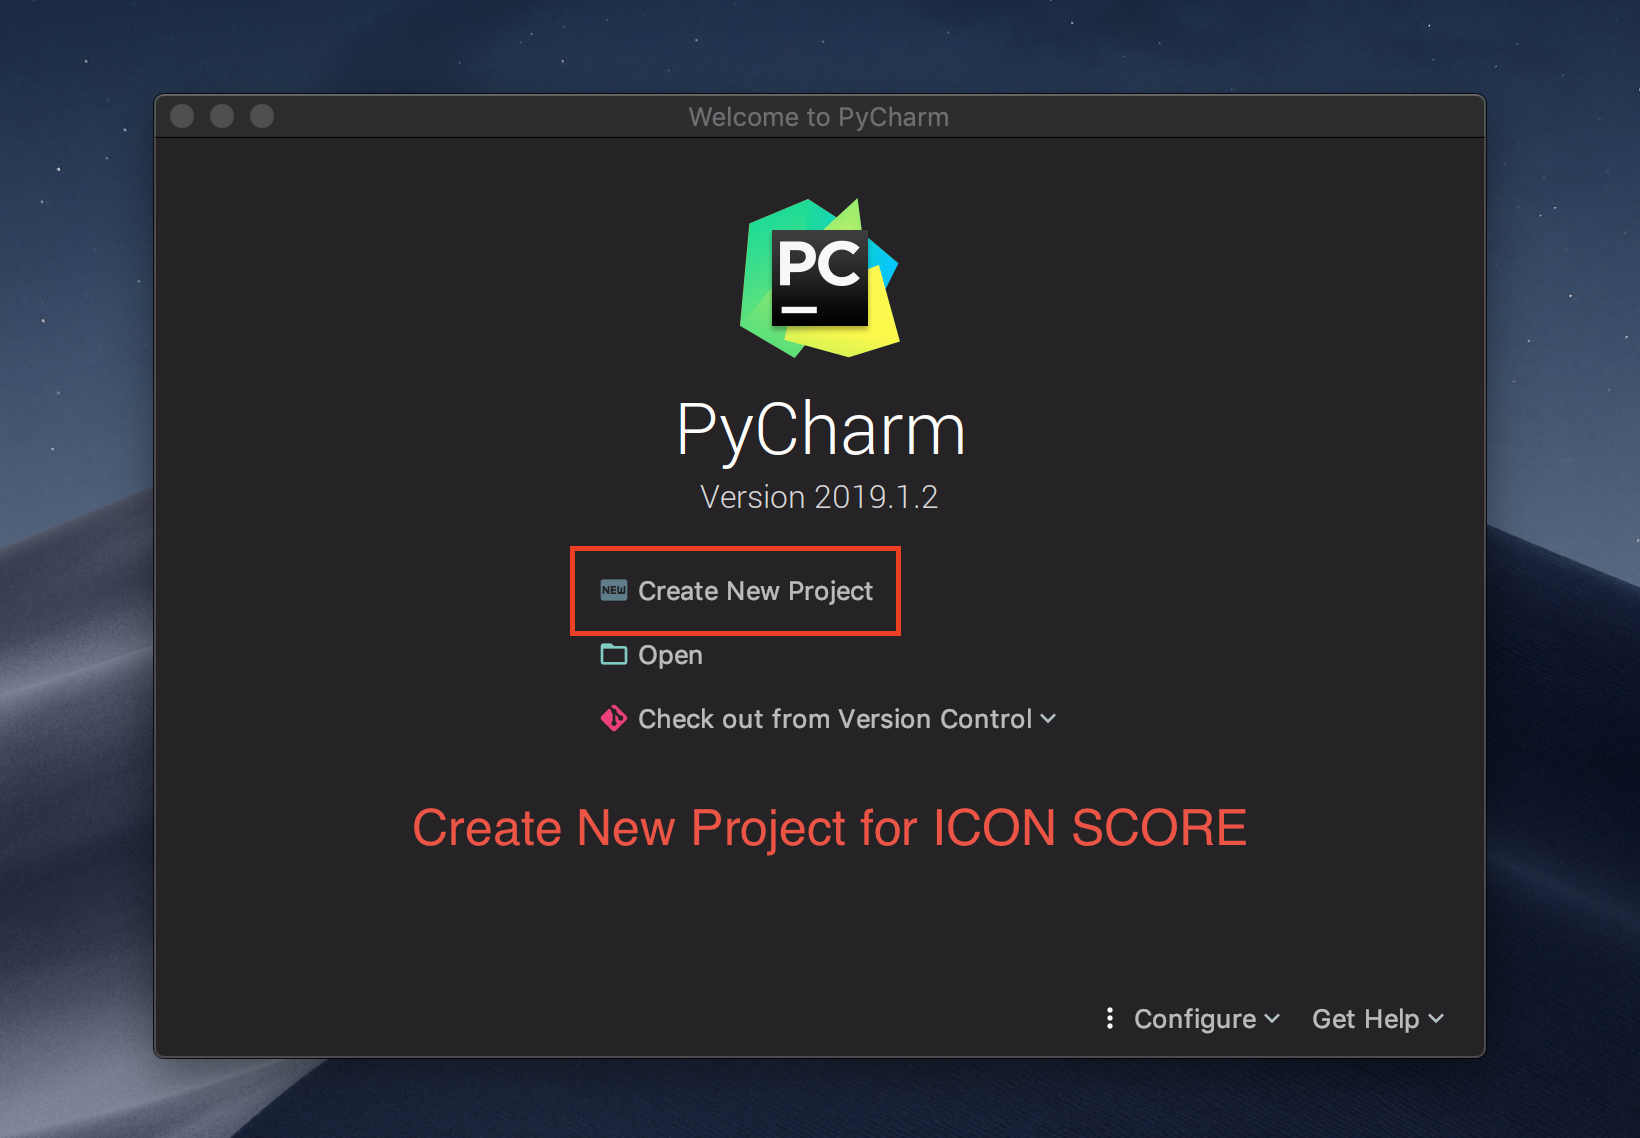 Welcome to PyCharm
PC
PyCharm
Version 2019.1.2
NEW Create New Project
Open
Check out from Version Control
Create New Project for ICON SCORE
Configure Get Help